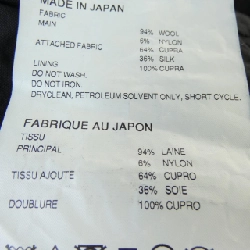 MADE IN JAPAN
FABRIC
MAIN 94% WOOL
6% NYLON
ATTACHED FABRIC 64% CUPRA
36% SILK
LINING 100% CUPRA
DO NOT WASH.
DO NOT IRON
DRYCLEAN, PETROLEUM SOLVENT ONLY, SHORT CYCLE.
FABRIQUE AU JAPON
TISSU
PRINCIPAL 94% LAINE
6% NYLON
TISSU AJOUTE 64% CUPRO
36% SOIE
DOUBLURE 100% CUPRO